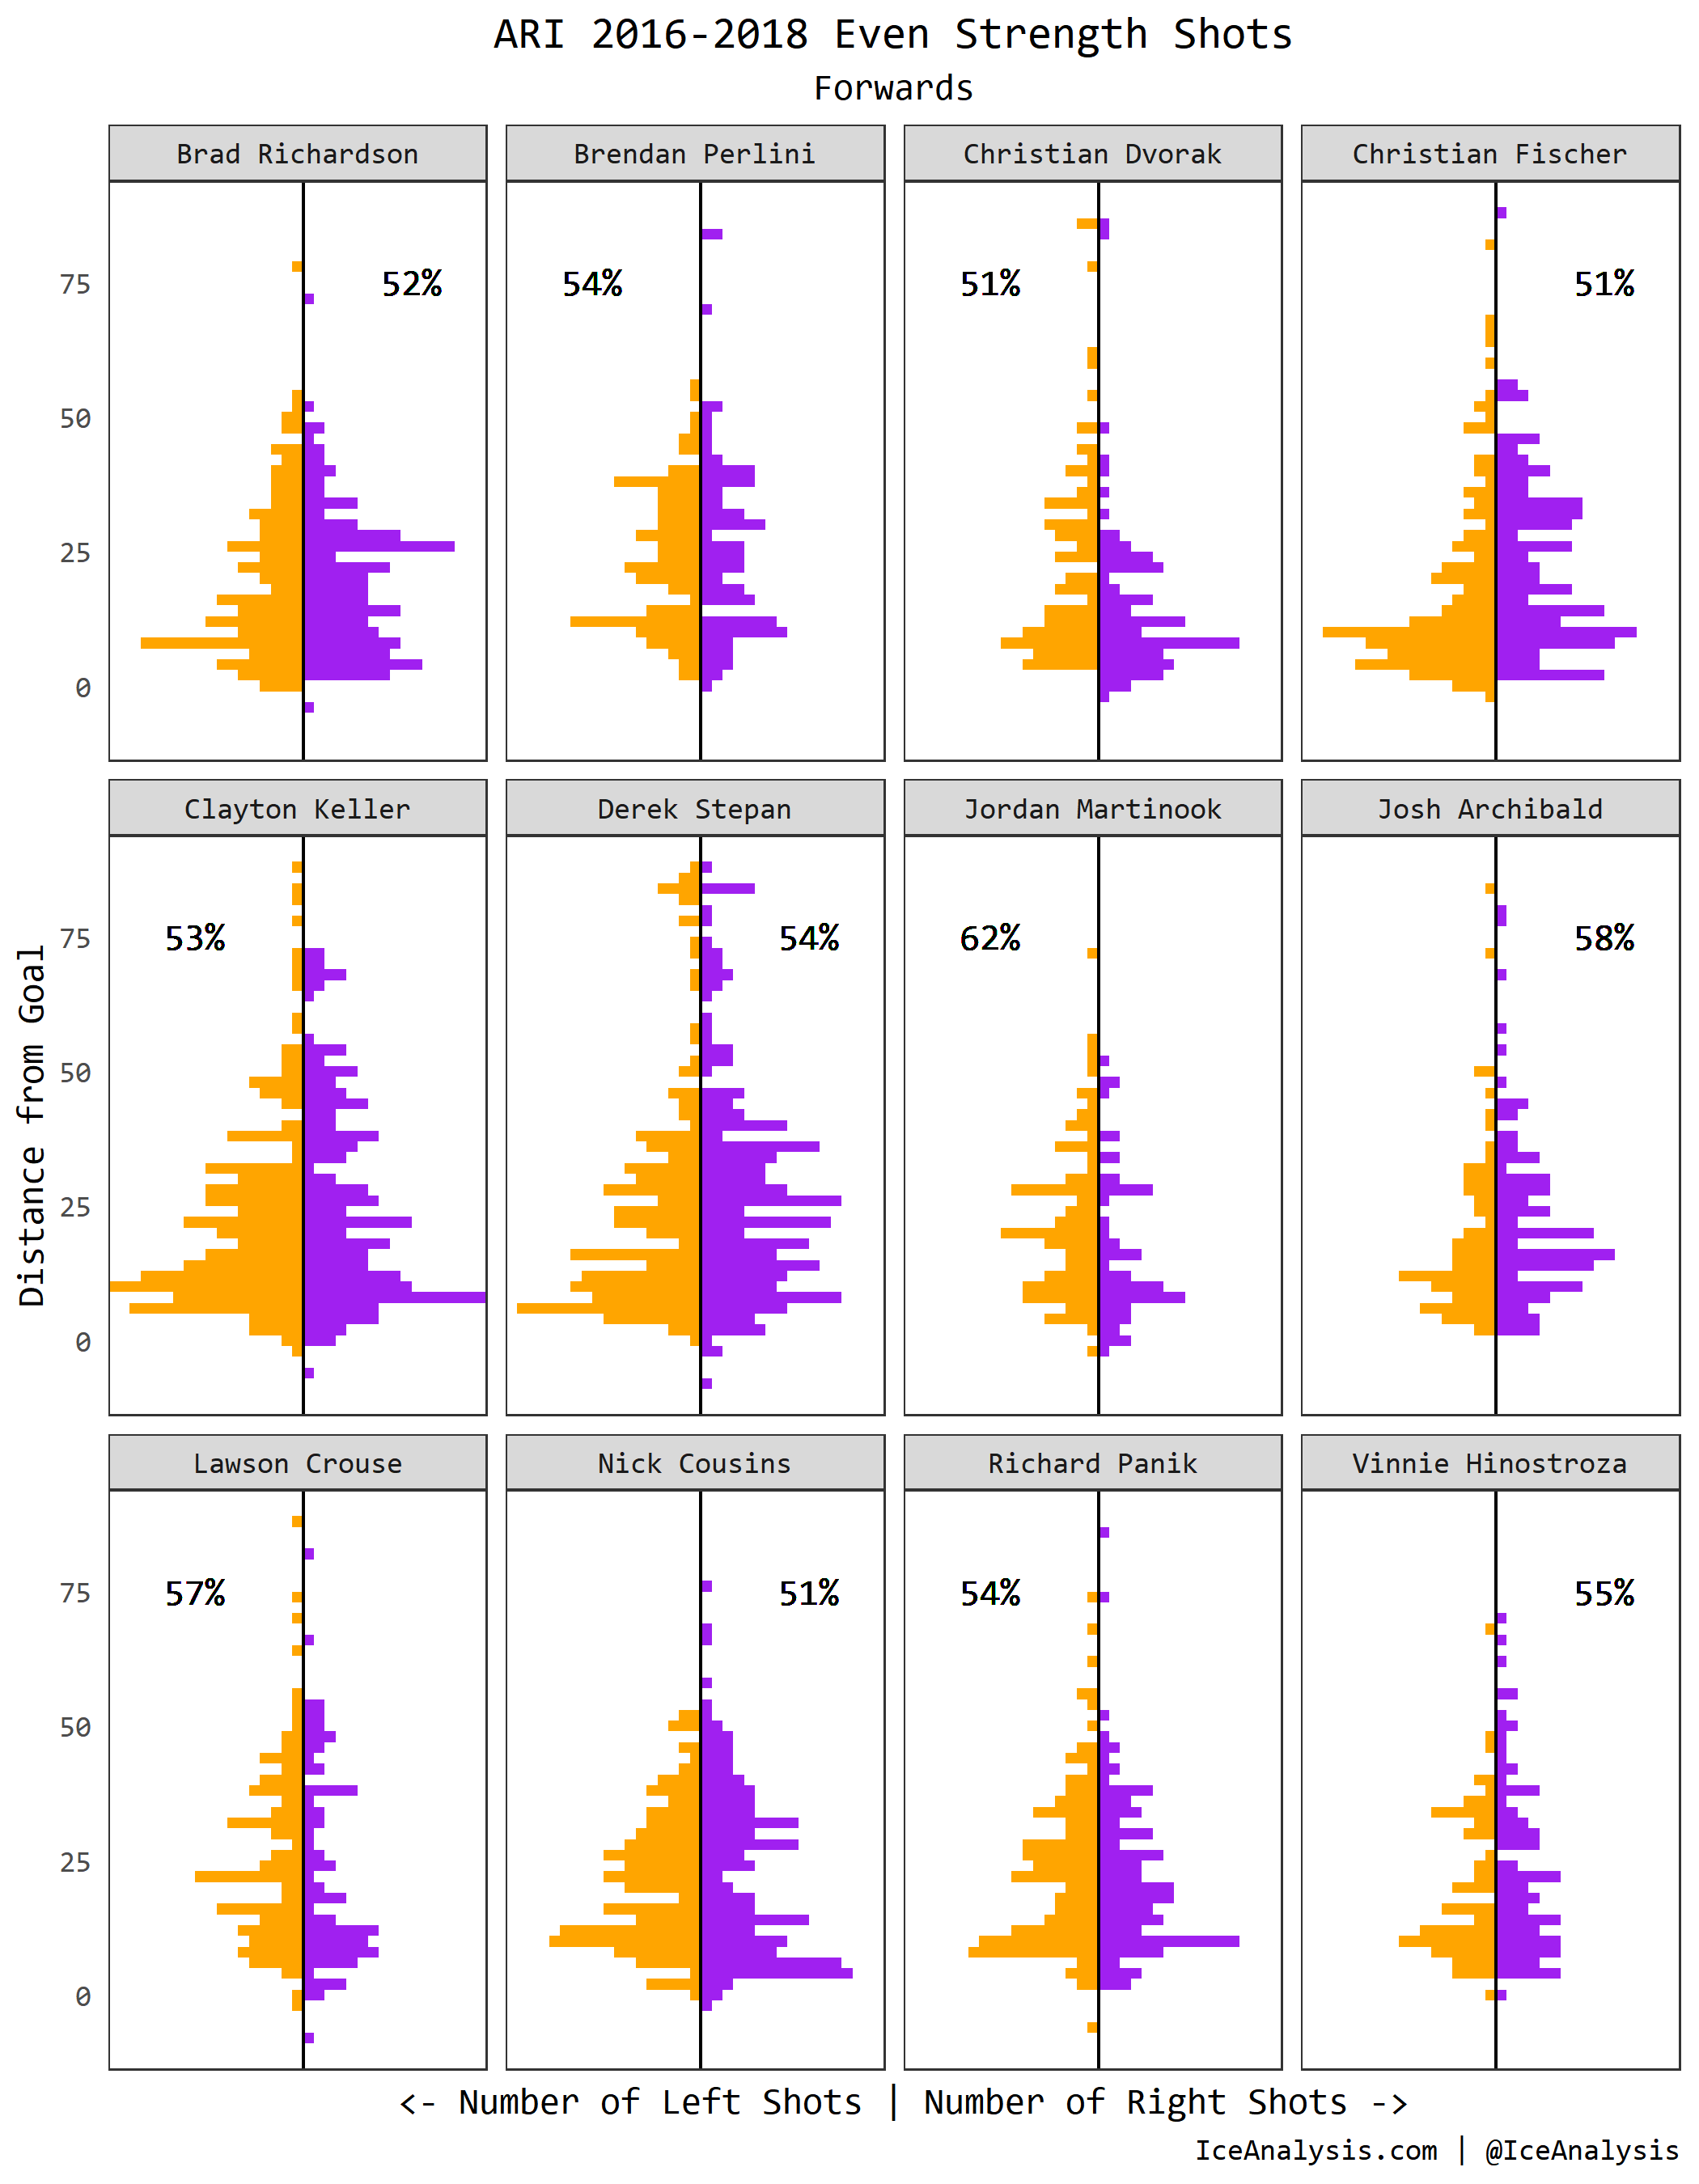 ARI 2016-2018 Even Strength Shots
Forwards
Brad Richardson
Brendan Perlini
Christian Dvorak
Christian Fischer
52%
54%
51%
51%
75
50
25
0
Clayton Keller
Derek Stepan
Jordan Martinook
Josh Archibald
53%
54%
62%
58%
75
50
25
0
Distance from Goal
Lawson Crouse
Nick Cousins
Richard Panik
Vinnie Hinostroza
57%
51%
54%
55%
75
50
25
0
<- Number of Left Shots | Number of Right Shots ->
IceAnalysis.com | @IceAnalysis